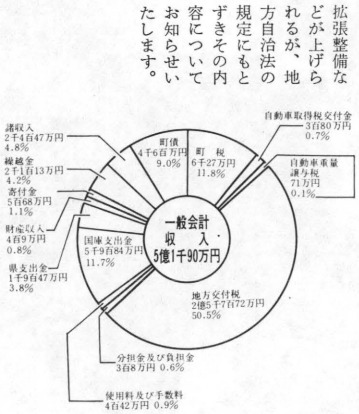 拡張整備な
どが上げら
れるが、地
方自治法の
規定にもと
ずきその内
容について
お知らせい
たします。
一般会計
収入
5億1千90万円
町税
6千27万円
11.8%
自動車取得税交付金
3百80万円
0.7%
自動車重量
譲与税
71万円
0.1%
地方交付税
2億5千7百72万円
50.5%
分担金及び負担金
3百8万円 0.6%
使用料及び手数料
4百42万円 0.9%
国庫支出金
5千9百84万円
11.7%
県支出金
1千9百47万円
3.8%
財産収入
4百9万円
0.8%
寄付金
5百68万円
1.1%
繰越金
2千1百13万円
4.2%
諸収入
2千4百47万円
4.8%
町債
4千6百万円
9.0%